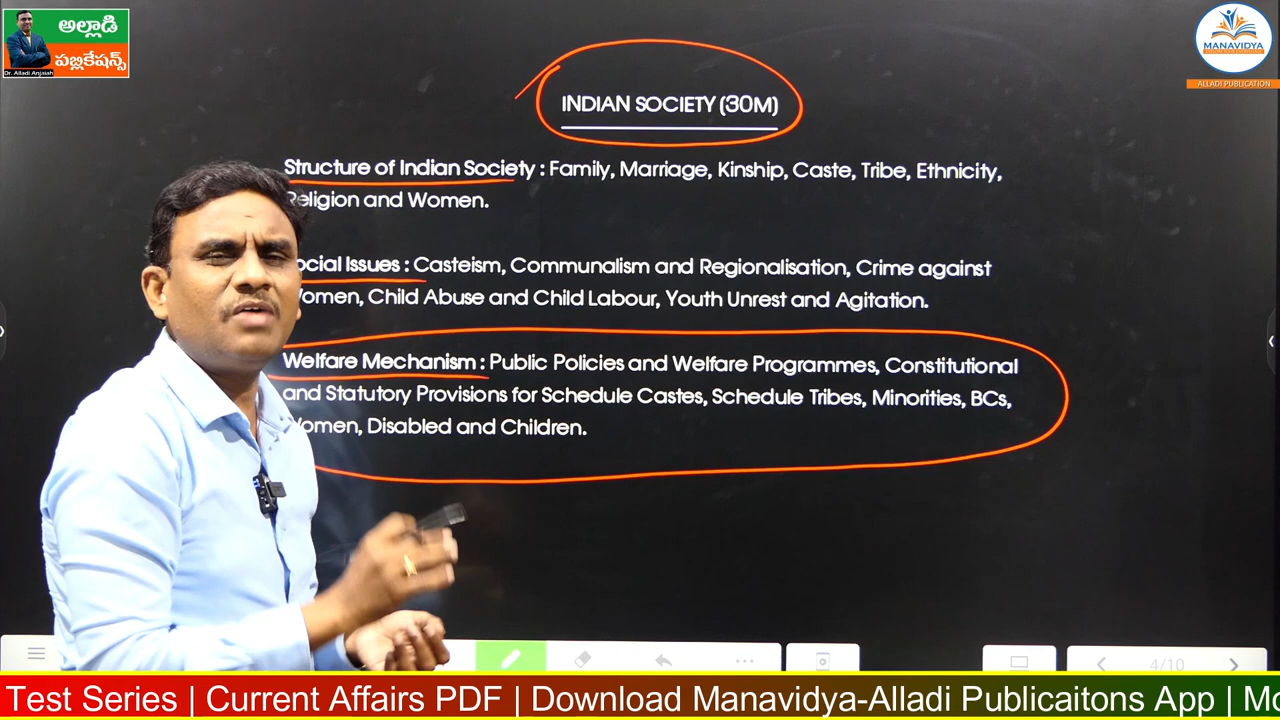 అల్లాడి
పబ్లికేషన్స్
Dr. Alladi Anjaiah
MANAVIDYA
ALLADI PUBLICATION
INDIAN SOCIETY (30M)
Structure of Indian Society : Family, Marriage, Kinship, Caste, Tribe, Ethnicity,
Religion and Women.
ocial Issues : Casteism, Communalism and Regionalisation, Crime against
omen, Child Abuse and Child Labour, Youth Unrest and Agitation.
Welfare Mechanism : Public Policies and Welfare Programmes, Constitutional
and Statutory Provisions for Schedule Castes, Schedule Tribes, Minorities, BCs,
Women, Disabled and Children.
4/10
Test Series | Current Affairs PDF | Download Manavidya-Alladi Publicaitons App | Mo